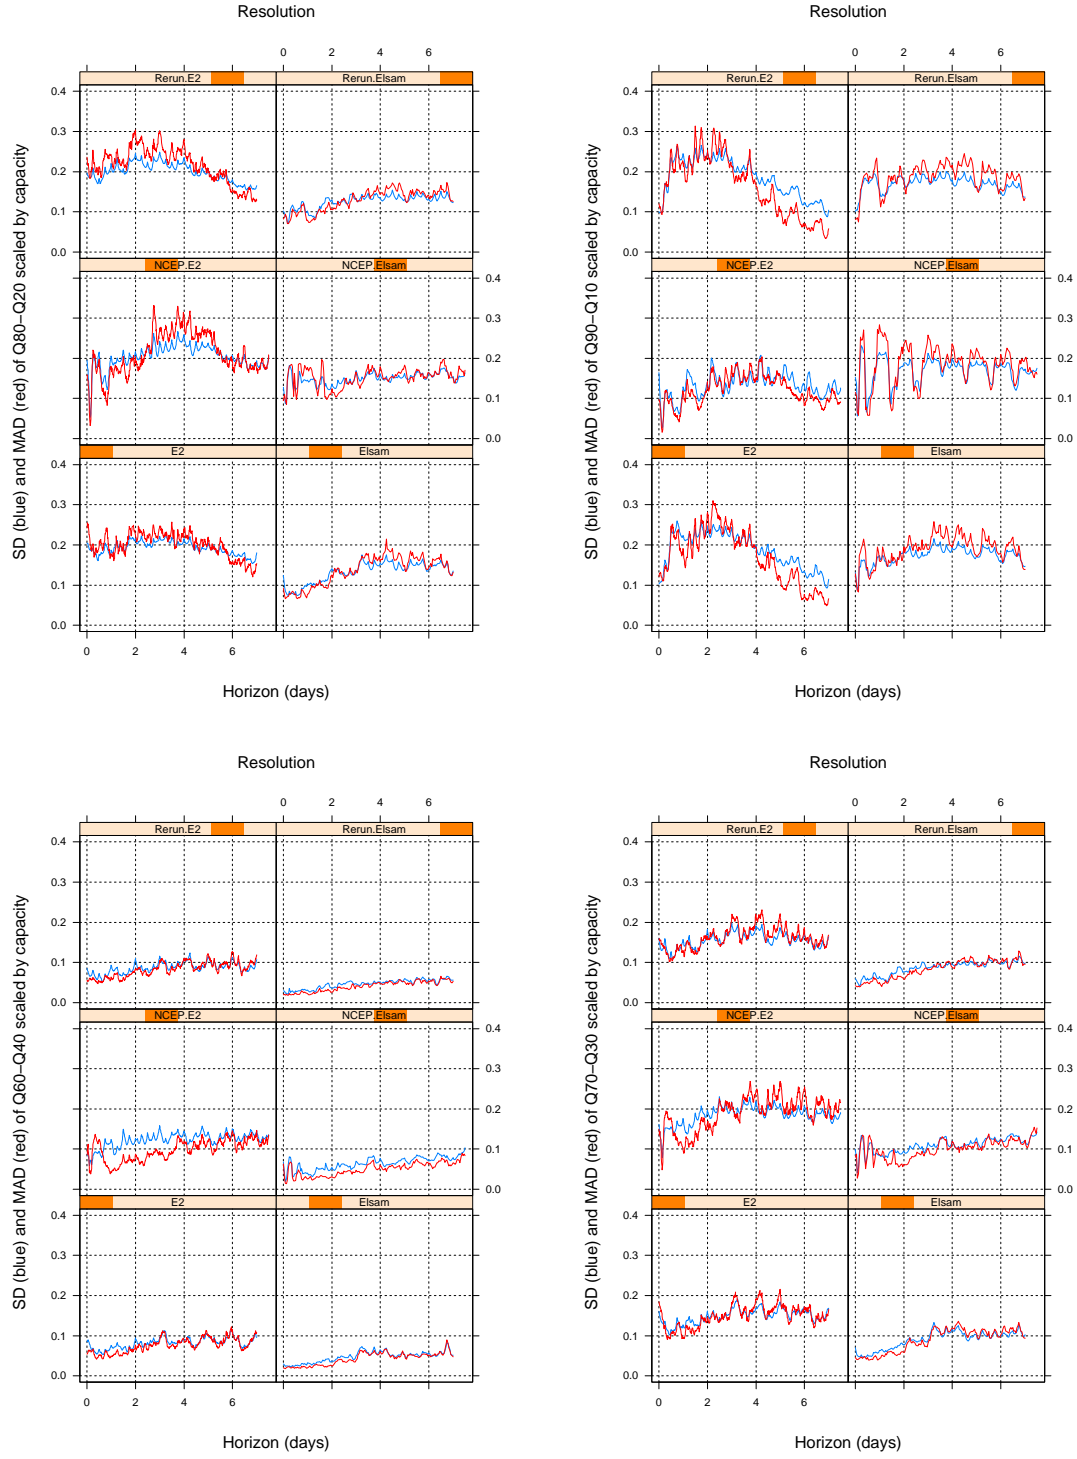 Resolution
0 2 4 6
Rerun.E2 Rerun.Elsam
0.4
0.3
0.2
0.1
0.0
NCEP.E2 NCEP.Elsam
0.4
0.3
0.2
0.1
0.0
E2 Elsam
0.4
0.3
0.2
0.1
0.0
0 2 4 6
Horizon (days)
SD (blue) and MAD (red) of Q80−Q20 scaled by capacity
Resolution
0 2 4 6
Rerun.E2 Rerun.Elsam
0.4
0.3
0.2
0.1
0.0
NCEP.E2 NCEP.Elsam
0.4
0.3
0.2
0.1
0.0
E2 Elsam
0.4
0.3
0.2
0.1
0.0
0 2 4 6
Horizon (days)
SD (blue) and MAD (red) of Q90−Q10 scaled by capacity
Resolution
0 2 4 6
Rerun.E2 Rerun.Elsam
0.4
0.3
0.2
0.1
0.0
NCEP.E2 NCEP.Elsam
0.4
0.3
0.2
0.1
0.0
E2 Elsam
0.4
0.3
0.2
0.1
0.0
0 2 4 6
Horizon (days)
SD (blue) and MAD (red) of Q60−Q40 scaled by capacity
Resolution
0 2 4 6
Rerun.E2 Rerun.Elsam
0.4
0.3
0.2
0.1
0.0
NCEP.E2 NCEP.Elsam
0.4
0.3
0.2
0.1
0.0
E2 Elsam
0.4
0.3
0.2
0.1
0.0
0 2 4 6
Horizon (days)
SD (blue) and MAD (red) of Q70−Q30 scaled by capacity